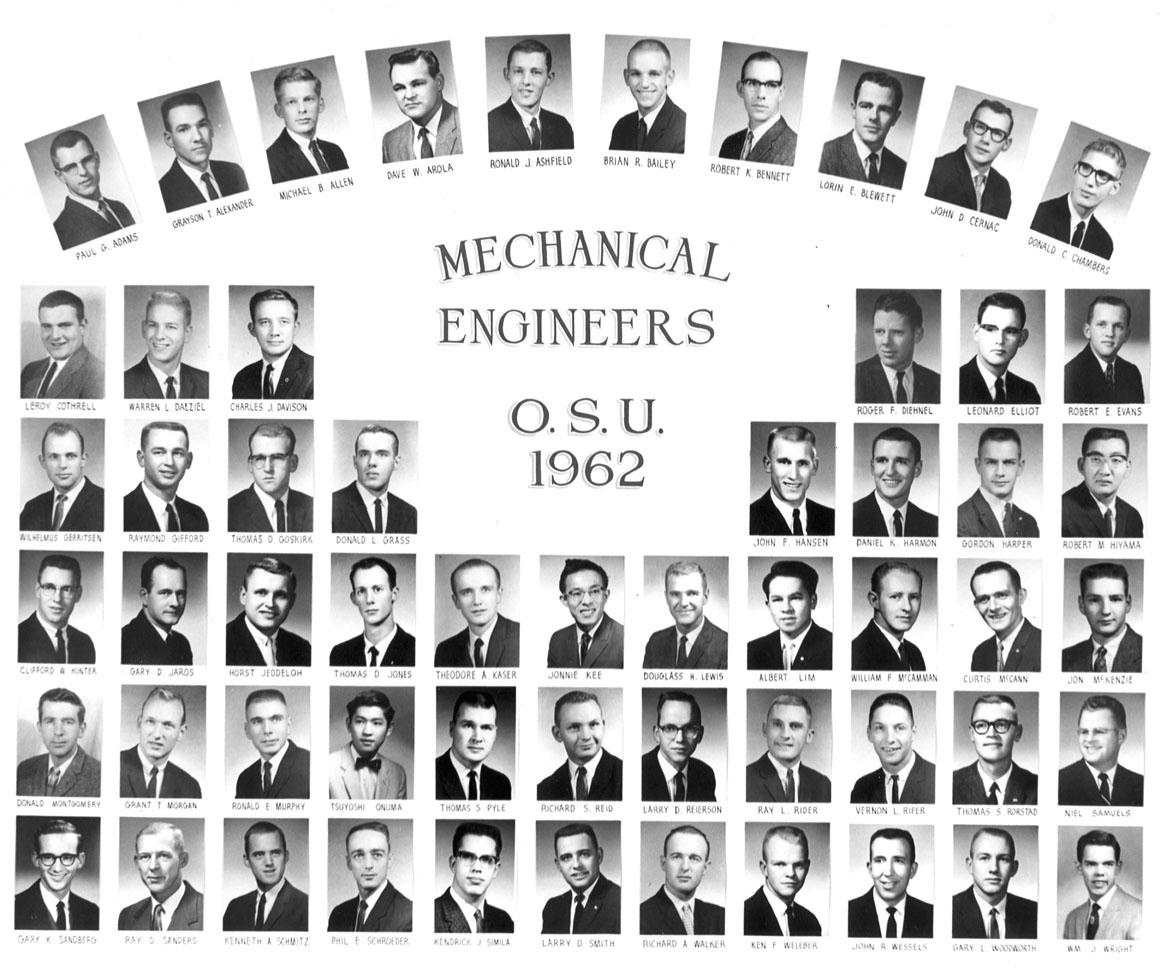 PAUL G. ADAMS
GRAYSON T. ALEXANDER
MICHAEL B. ALLEN
DAVE W. AROLA
RONALD J. ASHFIELD
BRIAN R. BAILEY
ROBERT K. BENNETT
LORIN E. BLEWETT
JOHN D. CERNAC
DONALD C. CHAMBERS
MECHANICAL
ENGINEERS
O.S.U.
1962
LEROY COTHRELL
WARREN L. DALZIEL
CHARLES J. DAVISON
ROGER F. DIEHNEL
LEONARD ELLIOT
ROBERT E. EVANS
WILHELMUS GERRITSEN
RAYMOND GIFFORD
THOMAS D. GOSKIRK
DONALD L. GRASS
JOHN F. HANSEN
DANIEL K. HARMON
GORDON HARPER
ROBERT M. HIYAMA
CLIFFORD W. HUNTER
GARY D. JAROS
HORST JEDDELOH
THOMAS D. JONES
THEODORE A. KASER
JONNIE KEE
DOUGLASS H. LEWIS
ALBERT LIM
WILLIAM F. McCAMMAN
CURTIS McCANN
JON McKENZIE
DONALD MONTGOMERY
GRANT T. MORGAN
RONALD E. MURPHY
TSUYOSHI ONUMA
THOMAS S. PYLE
RICHARD S. REID
LARRY D. REIERSON
RAY L. RIDER
VERNON L. RIFER
THOMAS S. RORSTAD
NIEL SAMUELS
GARY K. SANDBERG
RAY D. SANDERS
KENNETH A. SCHMITZ
PHIL E. SCHROEDER
KENDRICK J. SIMILA
LARRY D. SMITH
RICHARD A. WALKER
KEN F. WELEBER
JOHN R. WESSELS
GARY L. WOODWORTH
WM. J. WRIGHT